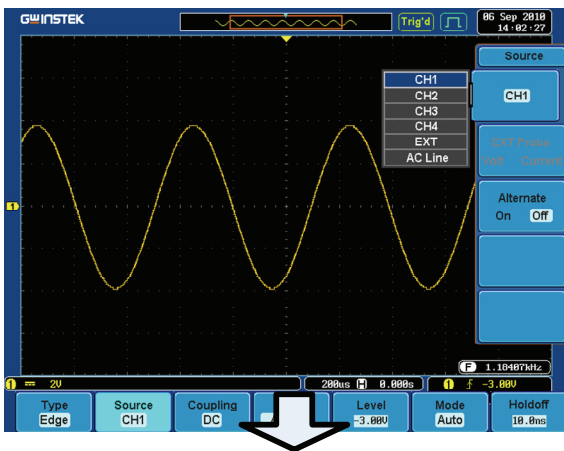 GWINSTEK
Trig'd
06 Sep 2010
14:02:27
Source
CH1
CH2
CH3
CH4
EXT
AC Line
CH1
EXT Probe
Volt Current
Alternate
On Off
1
F 1.10407kHz
1 2V
200us H 0.000s
1 -3.00V
Type
Edge
Source
CH1
Coupling
DC
Level
-3.00V
Mode
Auto
Holdoff
10.0ns